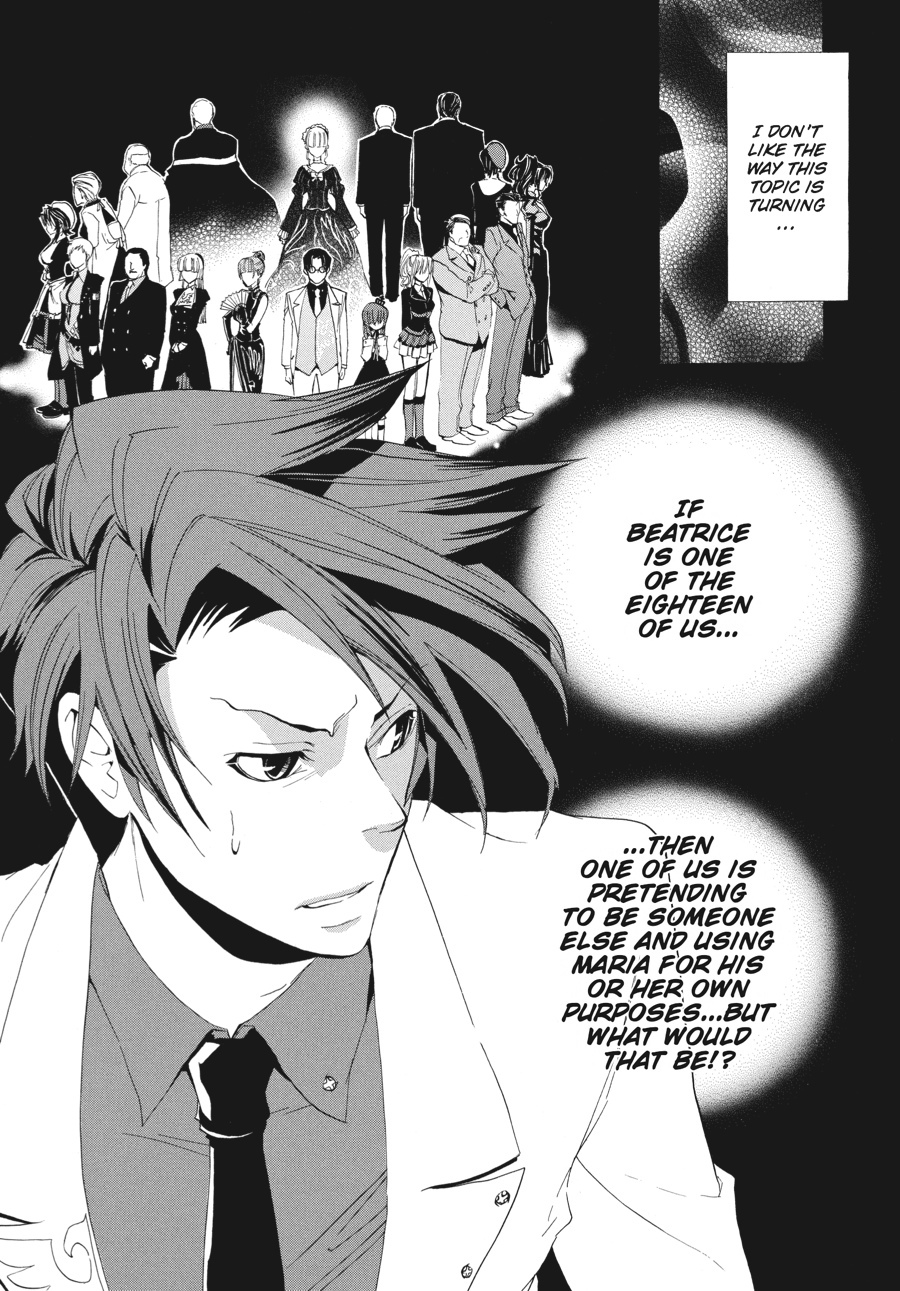 I DON'T
LIKE THE
WAY THIS
TOPIC IS
TURNING
...
IF
BEATRICE
IS ONE
OF THE
EIGHTEEN
OF US...
...THEN
ONE OF US IS
PRETENDING
TO BE SOMEONE
ELSE AND USING
MARIA FOR HIS
OR HER OWN
PURPOSES...BUT
WHAT WOULD
THAT BE!?